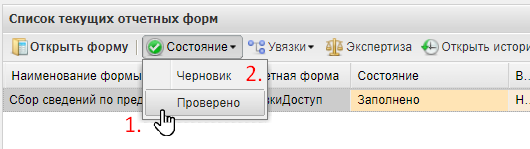 Список текущих отчетных форм
Открыть форму Состояние Увязки Экспертиза Открыть истори
Наименование формы етная форма Состояние В...
Черновик 2.
Сбор сведений по пред вкиДоступ Заполнено Н...
Проверено
1.